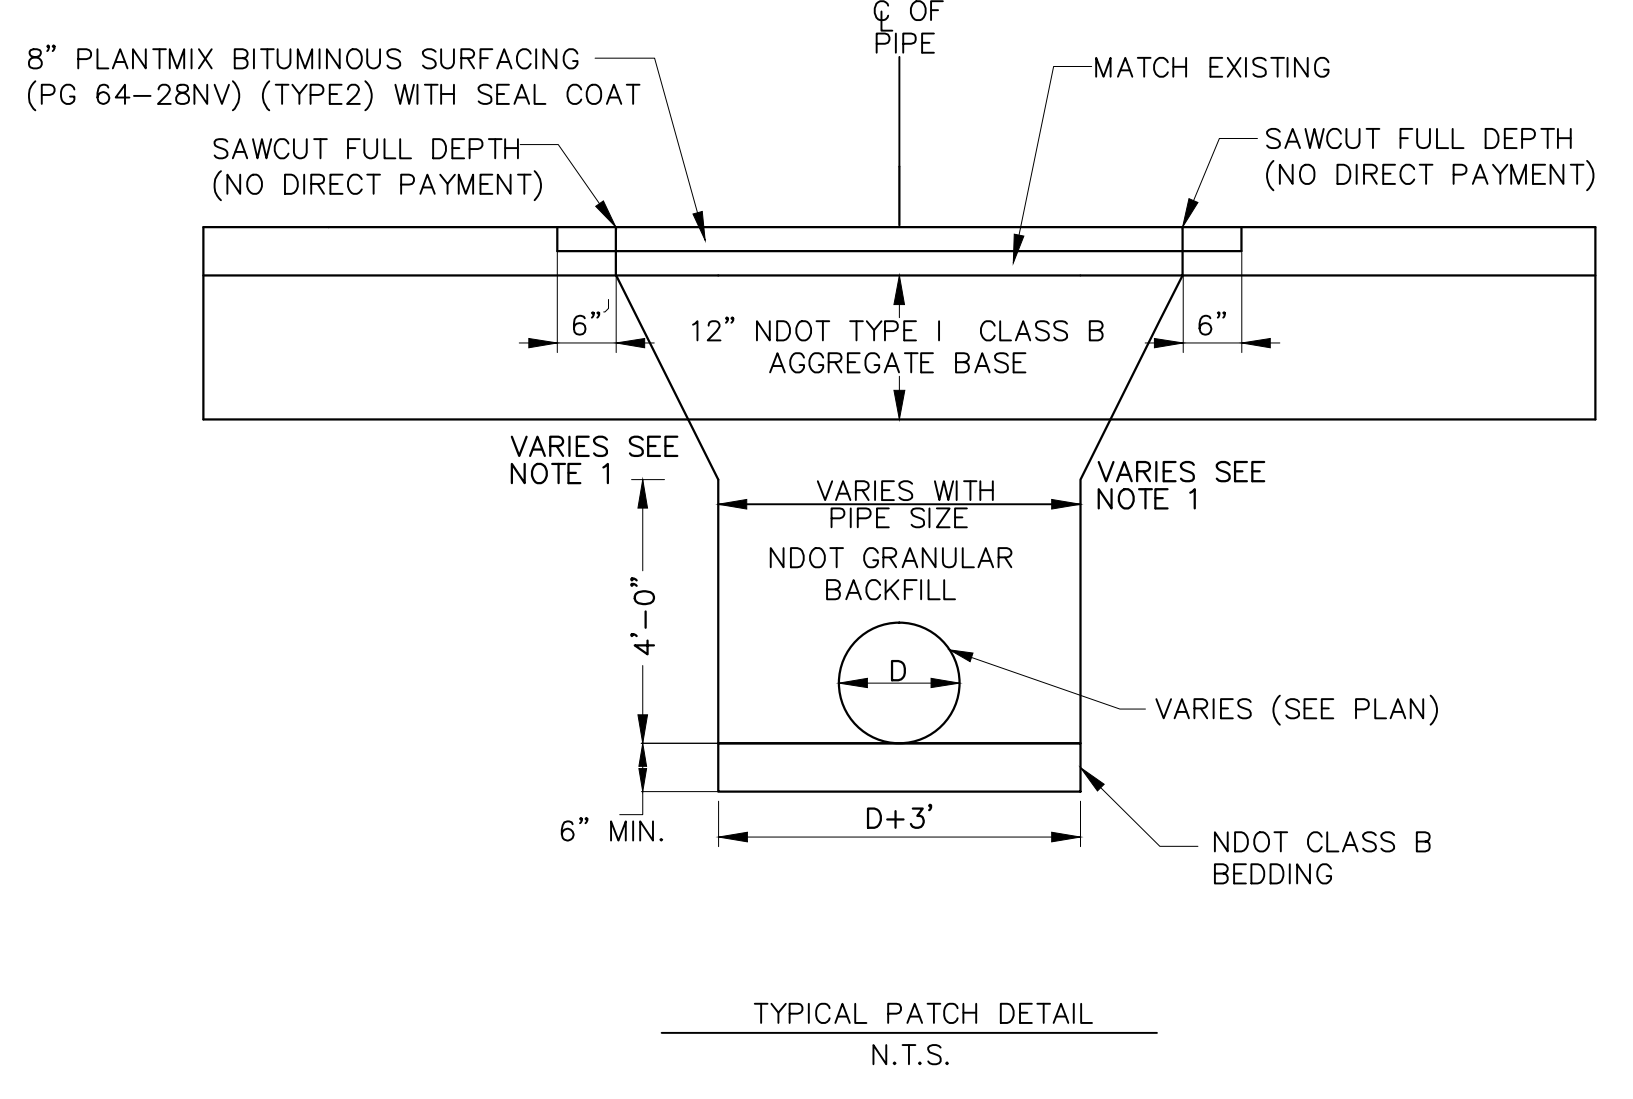 ℄ OF
PIPE
8" PLANTMIX BITUMINOUS SURFACING
(PG 64-28NV) (TYPE2) WITH SEAL COAT
MATCH EXISTING
SAWCUT FULL DEPTH
(NO DIRECT PAYMENT)
SAWCUT FULL DEPTH
(NO DIRECT PAYMENT)
6"
12" NDOT TYPE I CLASS B
AGGREGATE BASE
6"
VARIES SEE
NOTE 1
VARIES SEE
NOTE 1
VARIES WITH
PIPE SIZE
NDOT GRANULAR
BACKFILL
4'-0"
D
VARIES (SEE PLAN)
6" MIN.
D+3'
NDOT CLASS B
BEDDING
TYPICAL PATCH DETAIL
N.T.S.